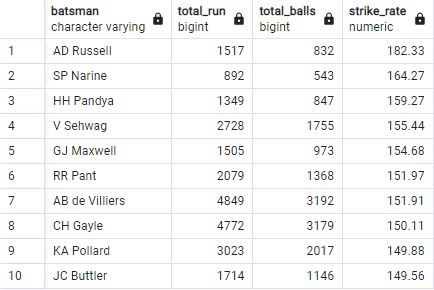 batsman total_run total_balls strike_rate
character varying bigint bigint numeric
1 AD Russell 1517 832 182.33
2 SP Narine 892 543 164.27
3 HH Pandya 1349 847 159.27
4 V Sehwag 2728 1755 155.44
5 GJ Maxwell 1505 973 154.68
6 RR Pant 2079 1368 151.97
7 AB de Villiers 4849 3192 151.91
8 CH Gayle 4772 3179 150.11
9 KA Pollard 3023 2017 149.88
10 JC Buttler 1714 1146 149.56